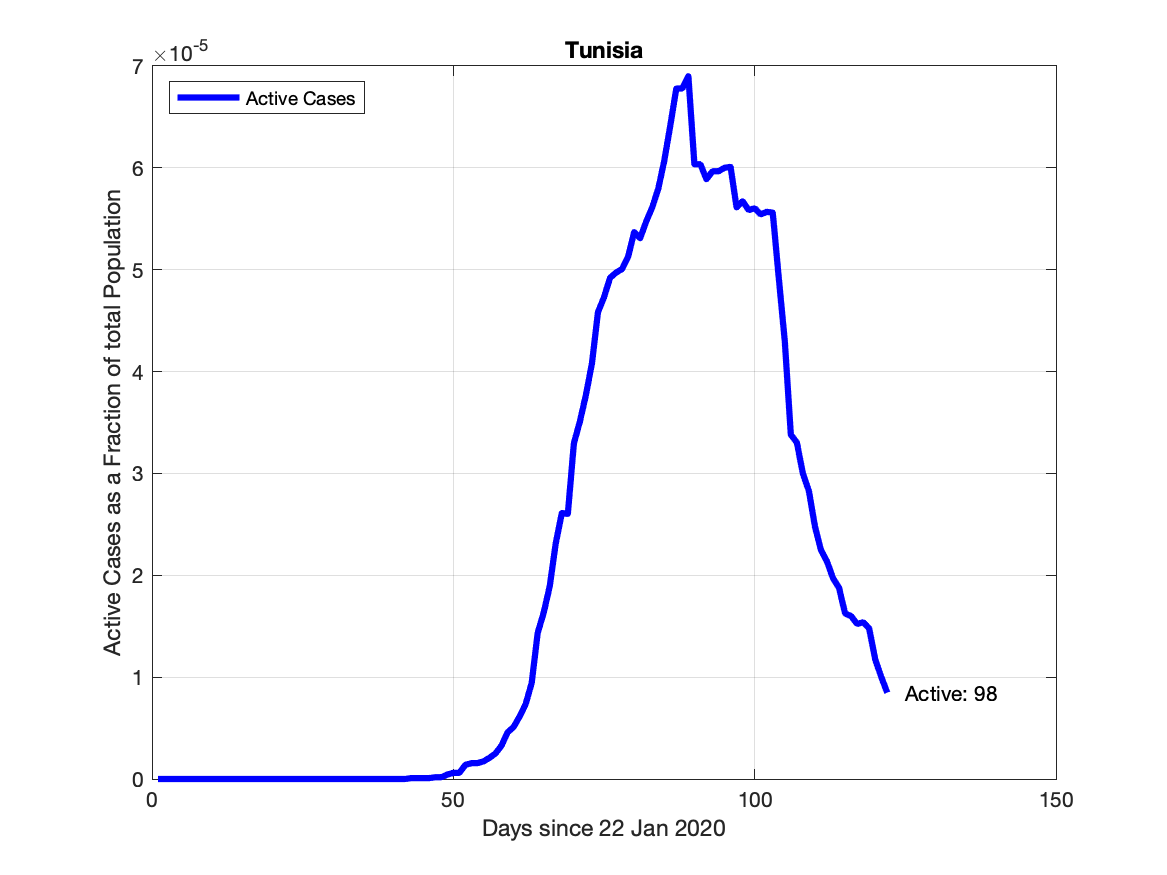 Tunisia
×10-5
7
6
5
4
3
2
1
0
Active Cases as a Fraction of total Population
Active Cases
Active: 98
0 50 100 150
Days since 22 Jan 2020